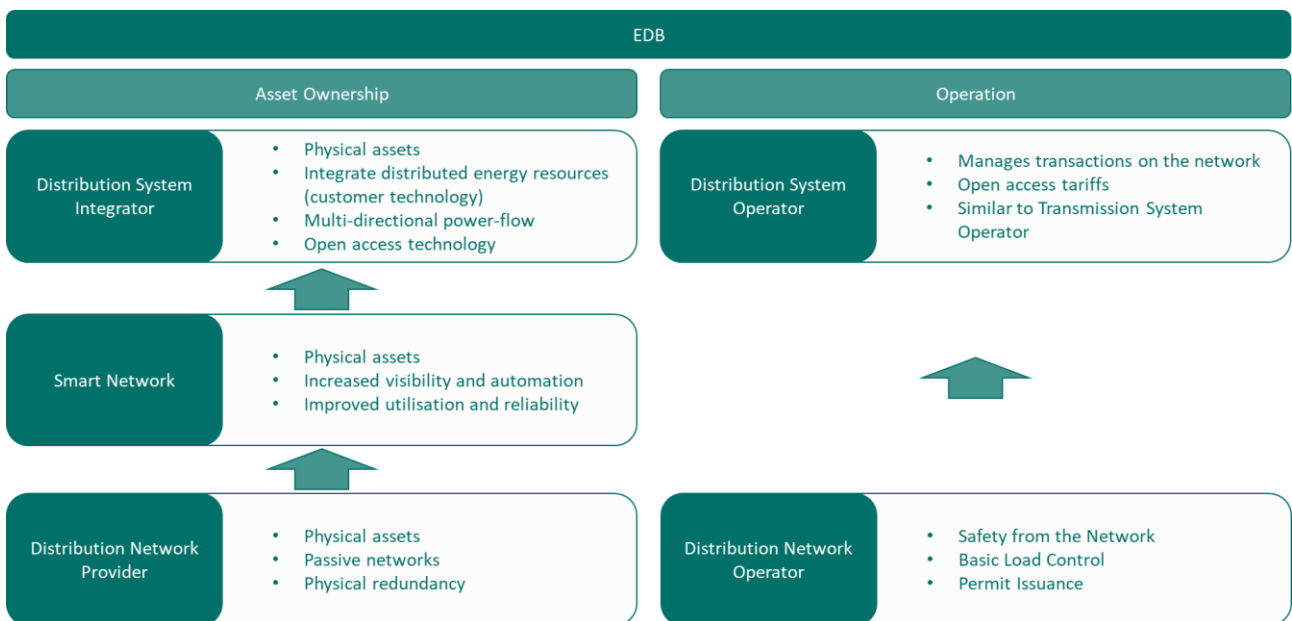 EDB
Asset Ownership
Distribution System
Integrator
• Physical assets
• Integrate distributed energy resources
(customer technology)
• Multi-directional power-flow
• Open access technology
Smart Network
• Physical assets
• Increased visibility and automation
• Improved utilisation and reliability
Distribution Network
Provider
• Physical assets
• Passive networks
• Physical redundancy
Operation
Distribution System
Operator
• Manages transactions on the network
• Open access tariffs
• Similar to Transmission System
Operator
Distribution Network
Operator
• Safety from the Network
• Basic Load Control
• Permit Issuance